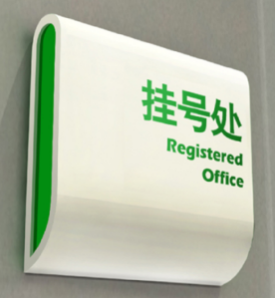 挂号处
Registered
Office